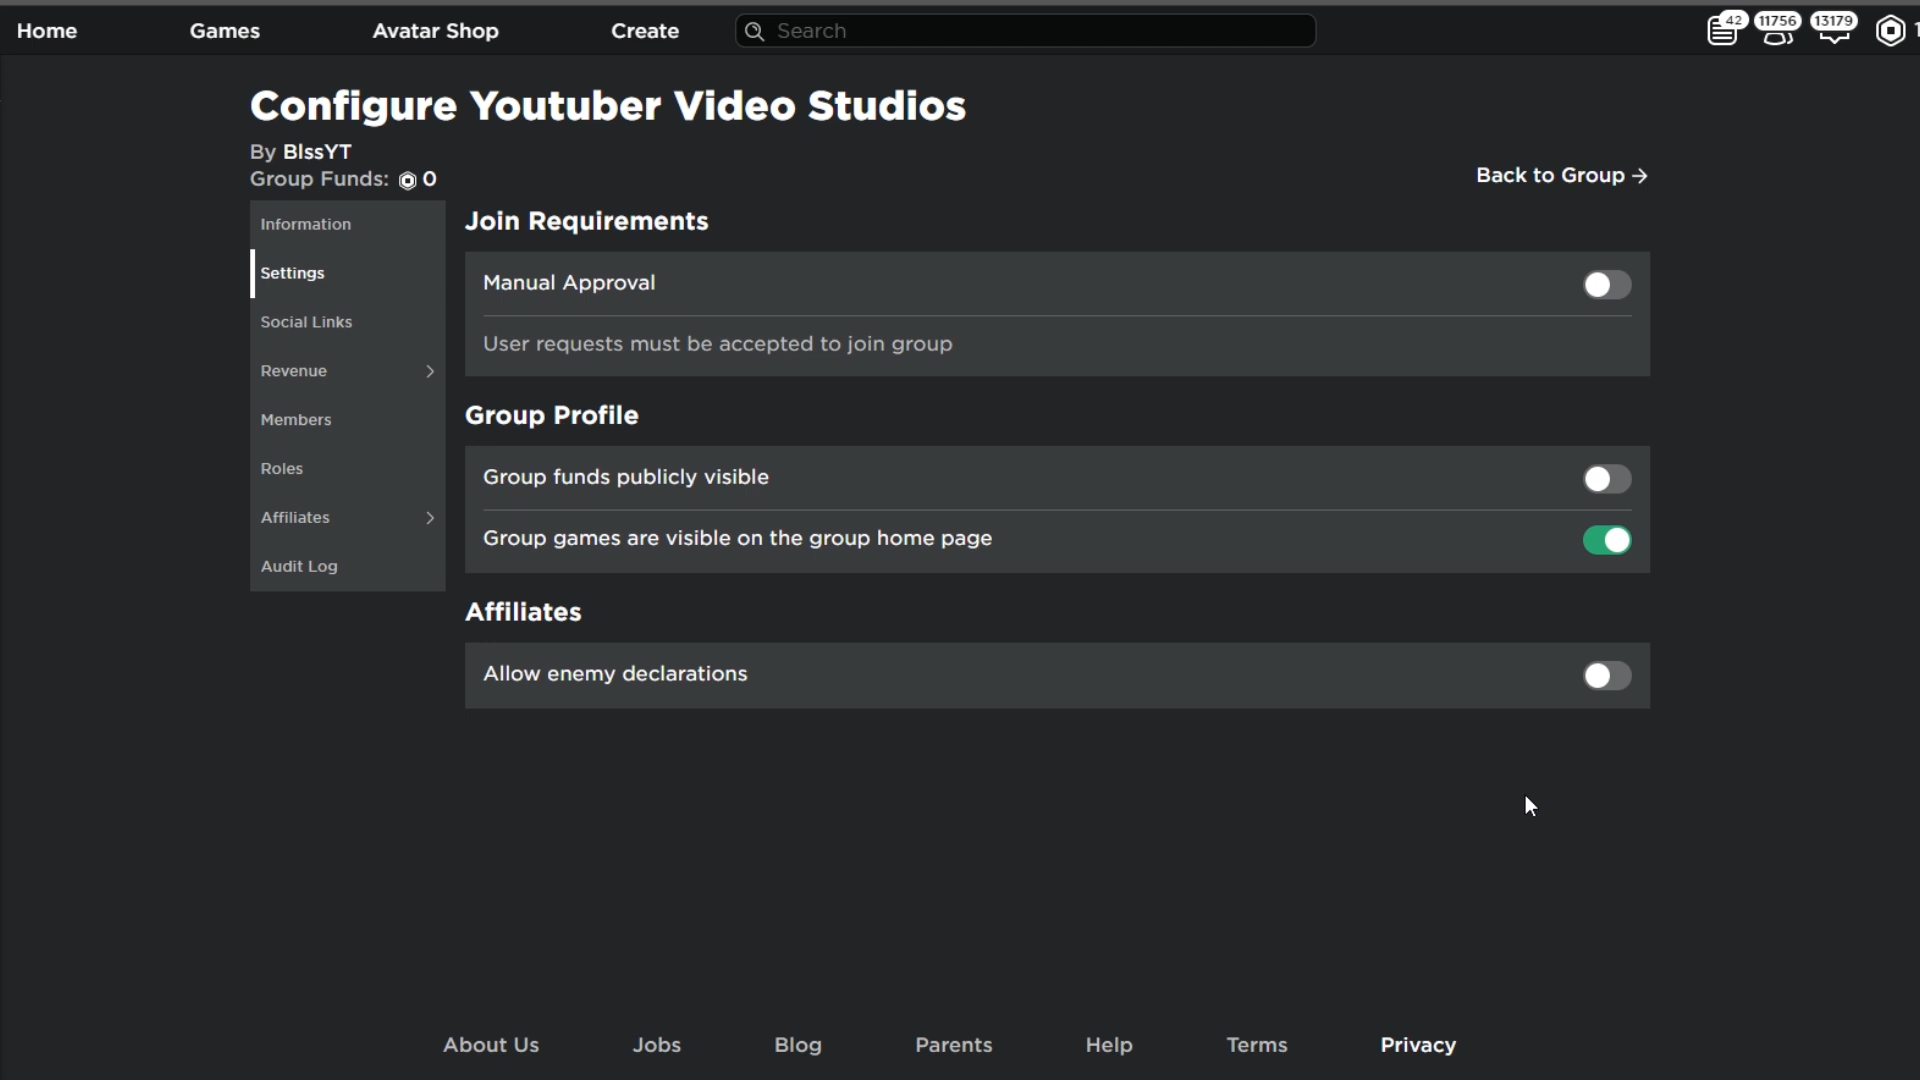 Home Games Avatar Shop Create Search 42 11756 13179
Configure Youtuber Video Studios
By BlssYT
Group Funds: 0
Back to Group →
Information
Settings
Social Links
Revenue
Members
Roles
Affiliates
Audit Log
Join Requirements
Manual Approval
User requests must be accepted to join group
Group Profile
Group funds publicly visible
Group games are visible on the group home page
Affiliates
Allow enemy declarations
About Us Jobs Blog Parents Help Terms Privacy